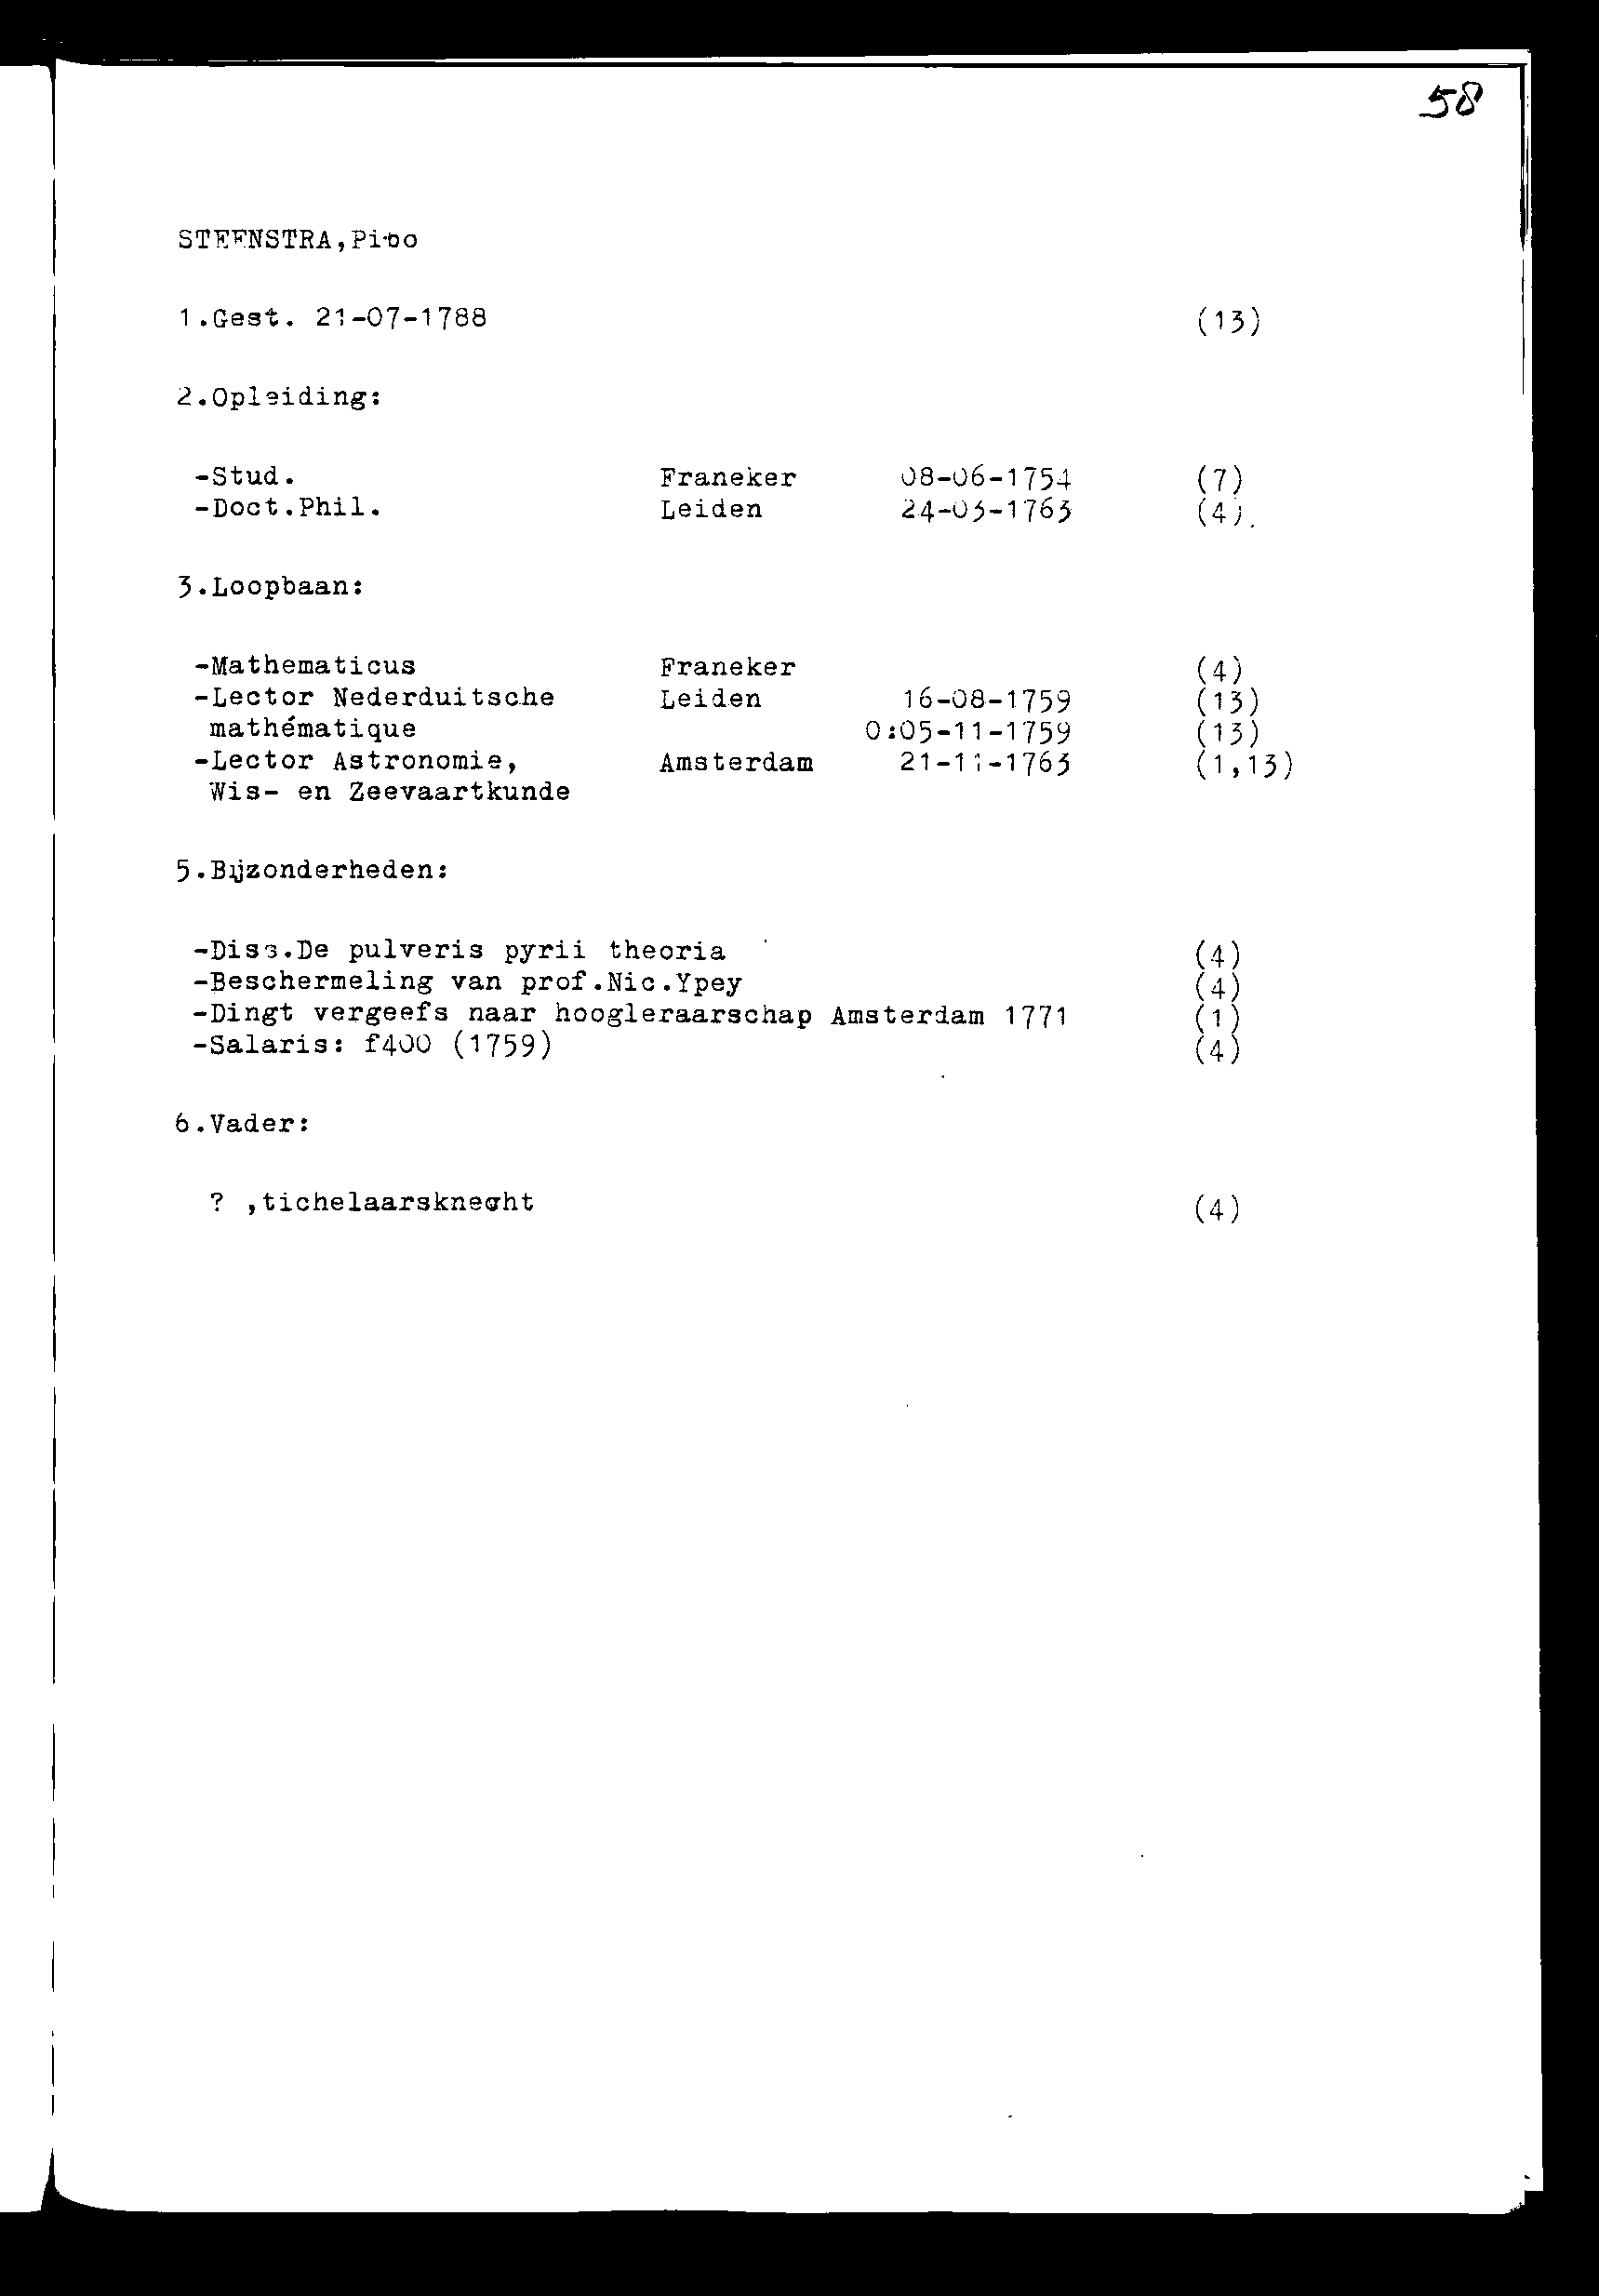 58
STEENSTRA,Pibo
1.Gest. 21-07-1788 (13)
2.Opleiding:
-Stud. Franeker 08-06-1754 (7)
-Doct.Phil. Leiden 24-03-1763 (4).
3.Loopbaan:
-Mathematicus Franeker (4)
-Lector Nederduitsche Leiden 16-08-1759 (13)
mathématique O:05-11-1759 (13)
-Lector Astronomie, Amsterdam 21-11-1763 (1,13)
Wis- en Zeevaartkunde
5.Bijzonderheden:
-Diss.De pulveris pyrii theoria (4)
-Beschermeling van prof.Nic.Ypey (4)
-Dingt vergeefs naar hoogleraarschap Amsterdam 1771 (1)
-Salaris: f400 (1759) (4)
6.Vader:
? ,tichelaarsknecht (4)